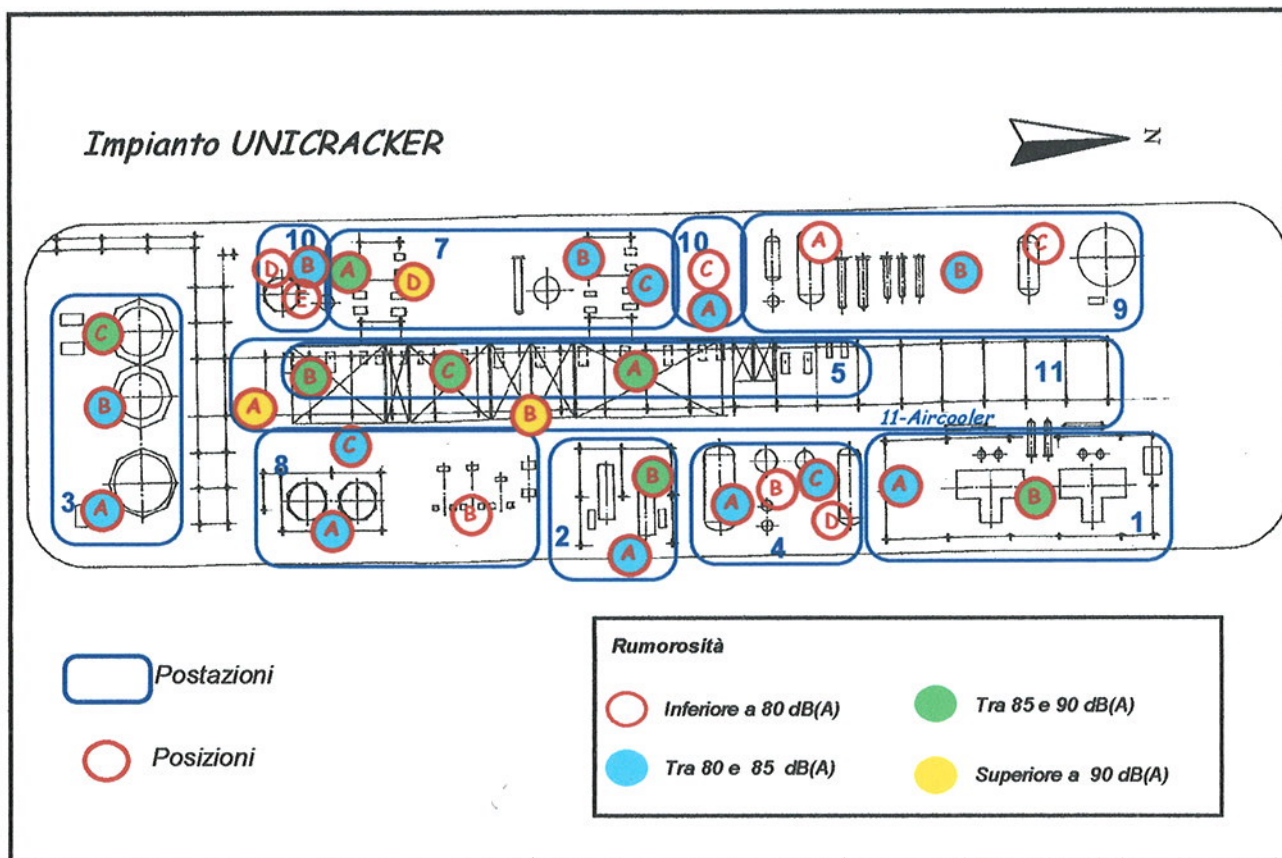 Impianto UNICRACKER
N
10
7
10
A
C
D
B
A
B
C
B
C
D
E
C
A
9
C
B
C
A
5
11
B
A
B
11-Aircooler
C
8
B
A
C
A
B
3
A
B
D
B
A
2
A
4
1
Postazioni
Posizioni
Rumorosità
Inferiore a 80 dB(A)
Tra 85 e 90 dB(A)
Tra 80 e 85 dB(A)
Superiore a 90 dB(A)